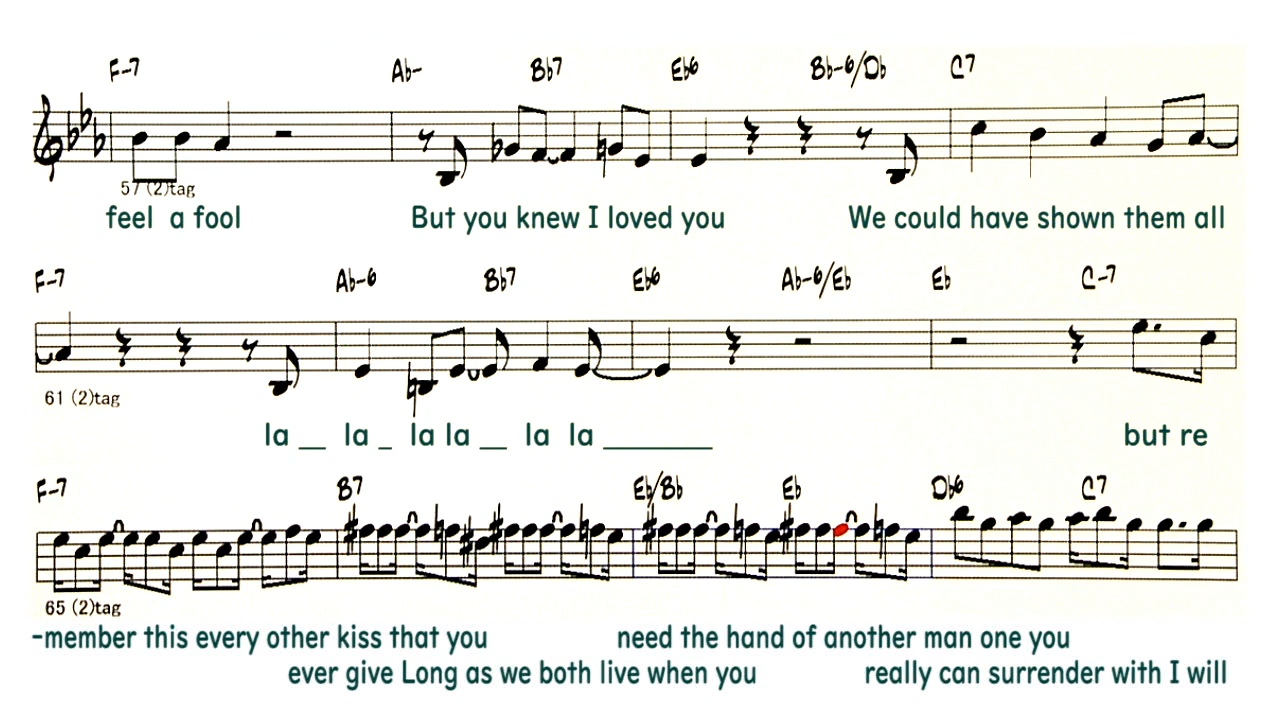 F-7 Ab- Bb7 Eb6 Bb-6/Db C7
57 (2)tag
feel a fool But you knew I loved you We could have shown them all
F-7 Ab-6 Bb7 Eb6 Ab-6/Eb Eb C-7
61 (2)tag
la __ la _ la la __ la la ________ but re
F-7 B7 Eb/Bb Eb Db6 C7
65 (2)tag
-member this every other kiss that you need the hand of another man one you
ever give Long as we both live when you really can surrender with I will